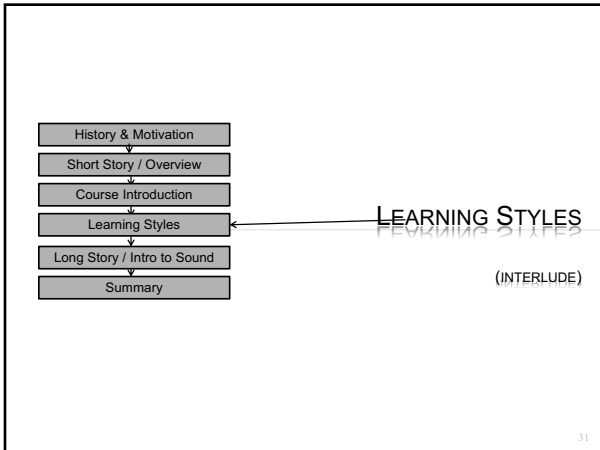 History & Motivation
Short Story / Overview
Course Introduction
Learning Styles
Long Story / Intro to Sound
Summary
LEARNING STYLES
(INTERLUDE)
31